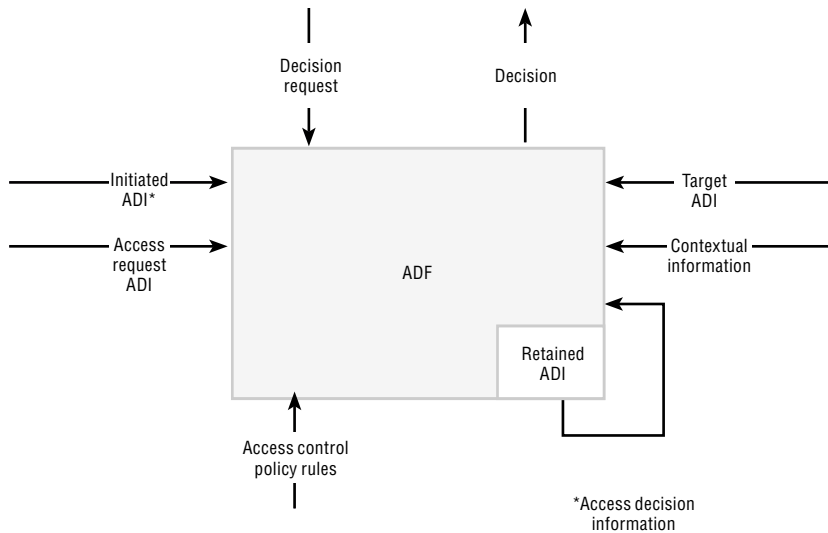 Decision
request
Decision
Initiated
ADI*
Target
ADI
Access
request
ADI
Contextual
information
ADF
Retained
ADI
Access control
policy rules
*Access decision
information